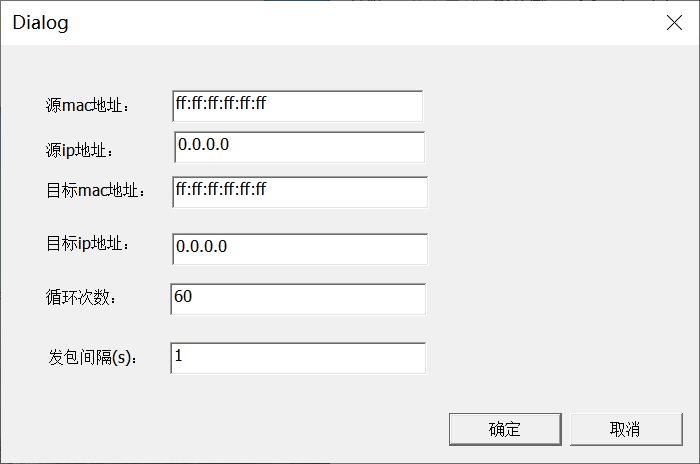 Dialog
源mac地址： ff:ff:ff:ff:ff:ff
源ip地址： 0.0.0.0
目标mac地址： ff:ff:ff:ff:ff:ff
目标ip地址： 0.0.0.0
循环次数： 60
发包间隔(s)： 1
确定 取消